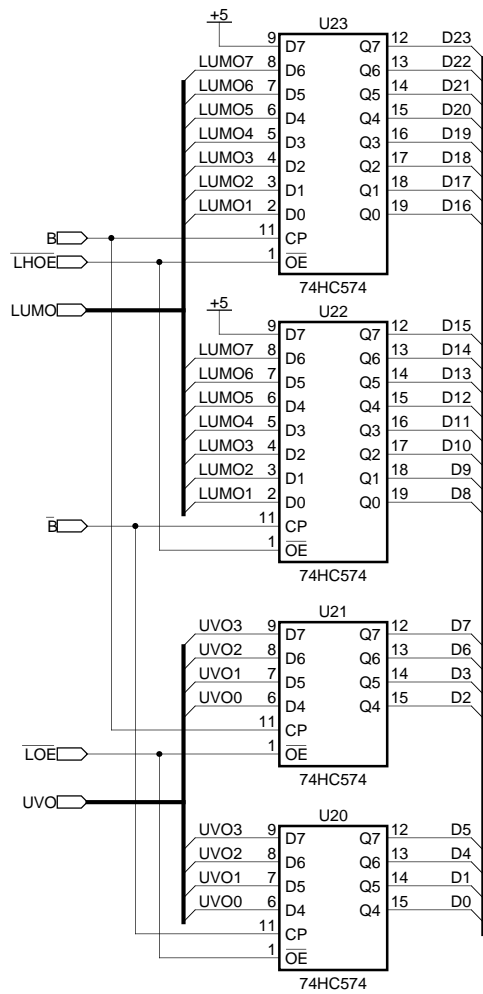 +5
U23
9 D7 Q7 12 D23
LUMO7 8 D6 Q6 13 D22
LUMO6 7 D5 Q5 14 D21
LUMO5 6 D4 Q4 15 D20
LUMO4 5 D3 Q3 16 D19
LUMO3 4 D2 Q2 17 D18
LUMO2 3 D1 Q1 18 D17
LUMO1 2 D0 Q0 19 D16
B 11 CP
LHOE 1 OE
74HC574
LUMO
+5
U22
9 D7 Q7 12 D15
LUMO7 8 D6 Q6 13 D14
LUMO6 7 D5 Q5 14 D13
LUMO5 6 D4 Q4 15 D12
LUMO4 5 D3 Q3 16 D11
LUMO3 4 D2 Q2 17 D10
LUMO2 3 D1 Q1 18 D9
LUMO1 2 D0 Q0 19 D8
B 11 CP
1 OE
74HC574
U21
UVO3 9 D7 Q7 12 D7
UVO2 8 D6 Q6 13 D6
UVO1 7 D5 Q5 14 D3
UVO0 6 D4 Q4 15 D2
11 CP
LOE 1 OE
74HC574
UVO
U20
UVO3 9 D7 Q7 12 D5
UVO2 8 D6 Q6 13 D4
UVO1 7 D5 Q5 14 D1
UVO0 6 D4 Q4 15 D0
11 CP
1 OE
74HC574